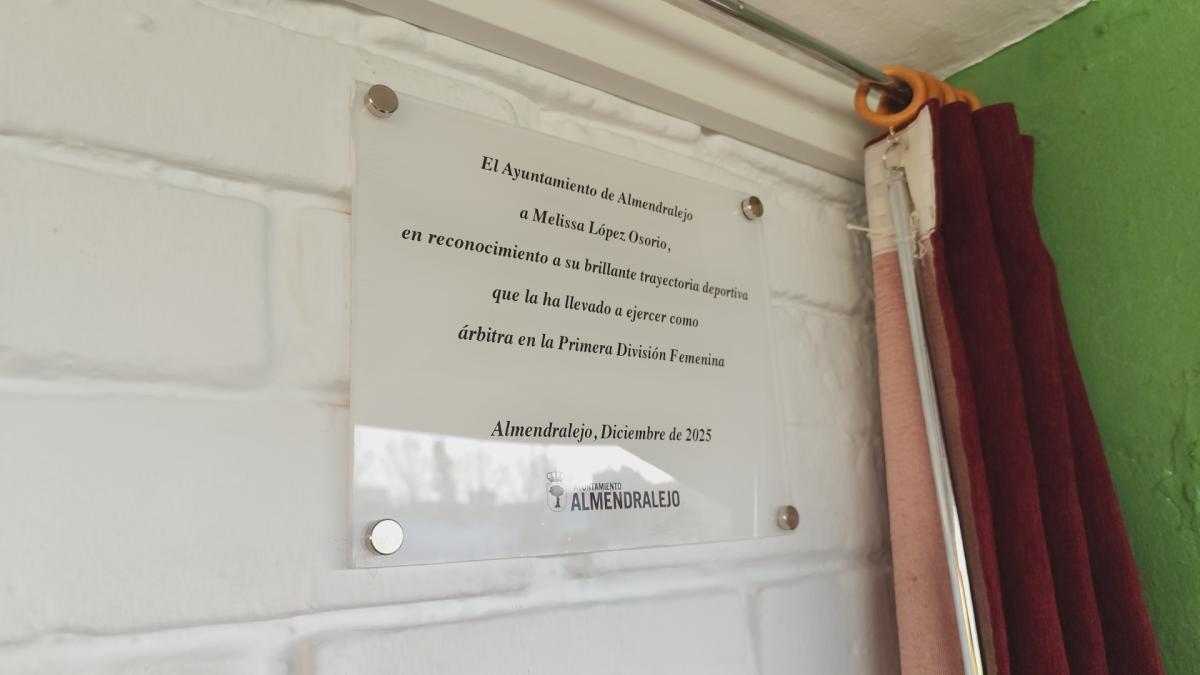 El Ayuntamiento de Almendralejo
a Melissa López Osorio,
en reconocimiento a su brillante trayectoria deportiva
que la ha llevado a ejercer como
árbitra en la Primera División Femenina
Almendralejo, Diciembre de 2025
AYUNTAMIENTO
ALMENDRALEJO